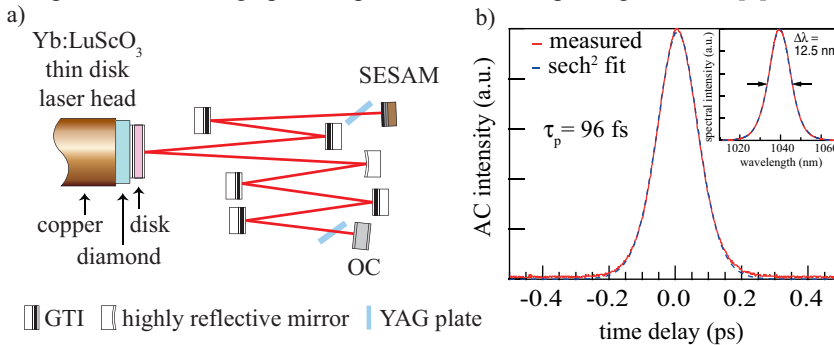 a)
Yb:LuScO₃
thin disk
laser head
SESAM
copper
disk
diamond
OC
GTI
highly reflective mirror
YAG plate
b)
measured
sech² fit
τₚ = 96 fs
AC intensity (a.u.)
-0.4
-0.2
0.0
0.2
0.4
time delay (ps)
Δλ =
12.5 nm
spectral intensity (a.u.)
1020
1040
1060
wavelength (nm)